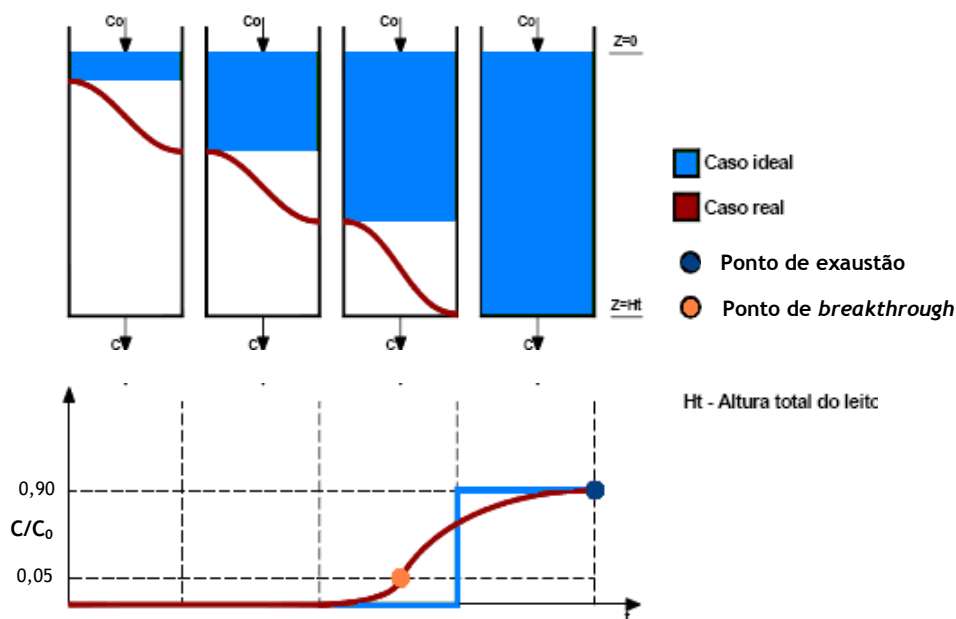 Co Co Co Co
Z=0
Caso ideal
Caso real
Ponto de exaustão
Ponto de breakthrough
Z=Ht
C C C C
Ht - Altura total do leito
0,90
C/C₀
0,05
t